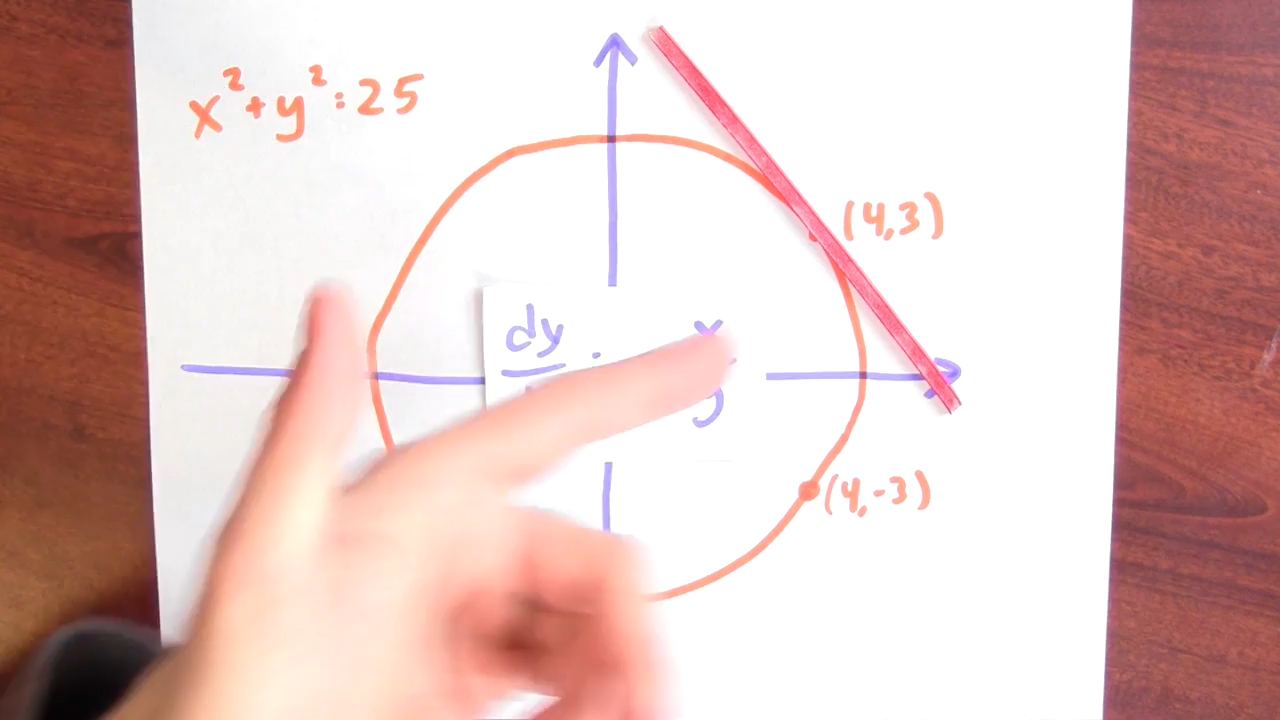 x²+y²=25
(4,3)
dy
x
y
(4,-3)